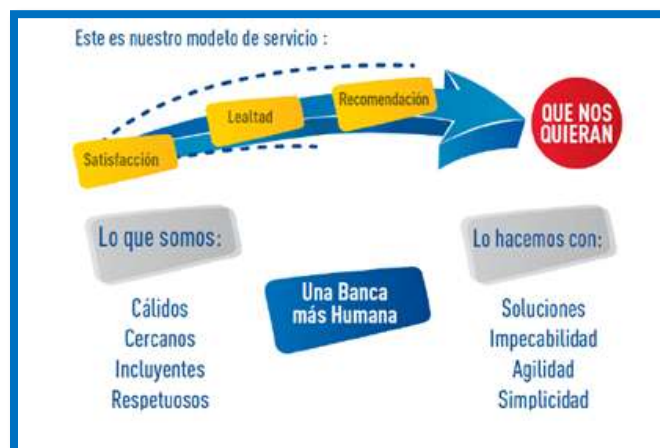 Este es nuestro modelo de servicio :
Satisfacción
Lealtad
Recomendación
QUE NOS
QUIERAN
Lo que somos:
Cálidos
Cercanos
Incluyentes
Respetuosos
Una Banca
más Humana
Lo hacemos con:
Soluciones
Impecabilidad
Agilidad
Simplicidad